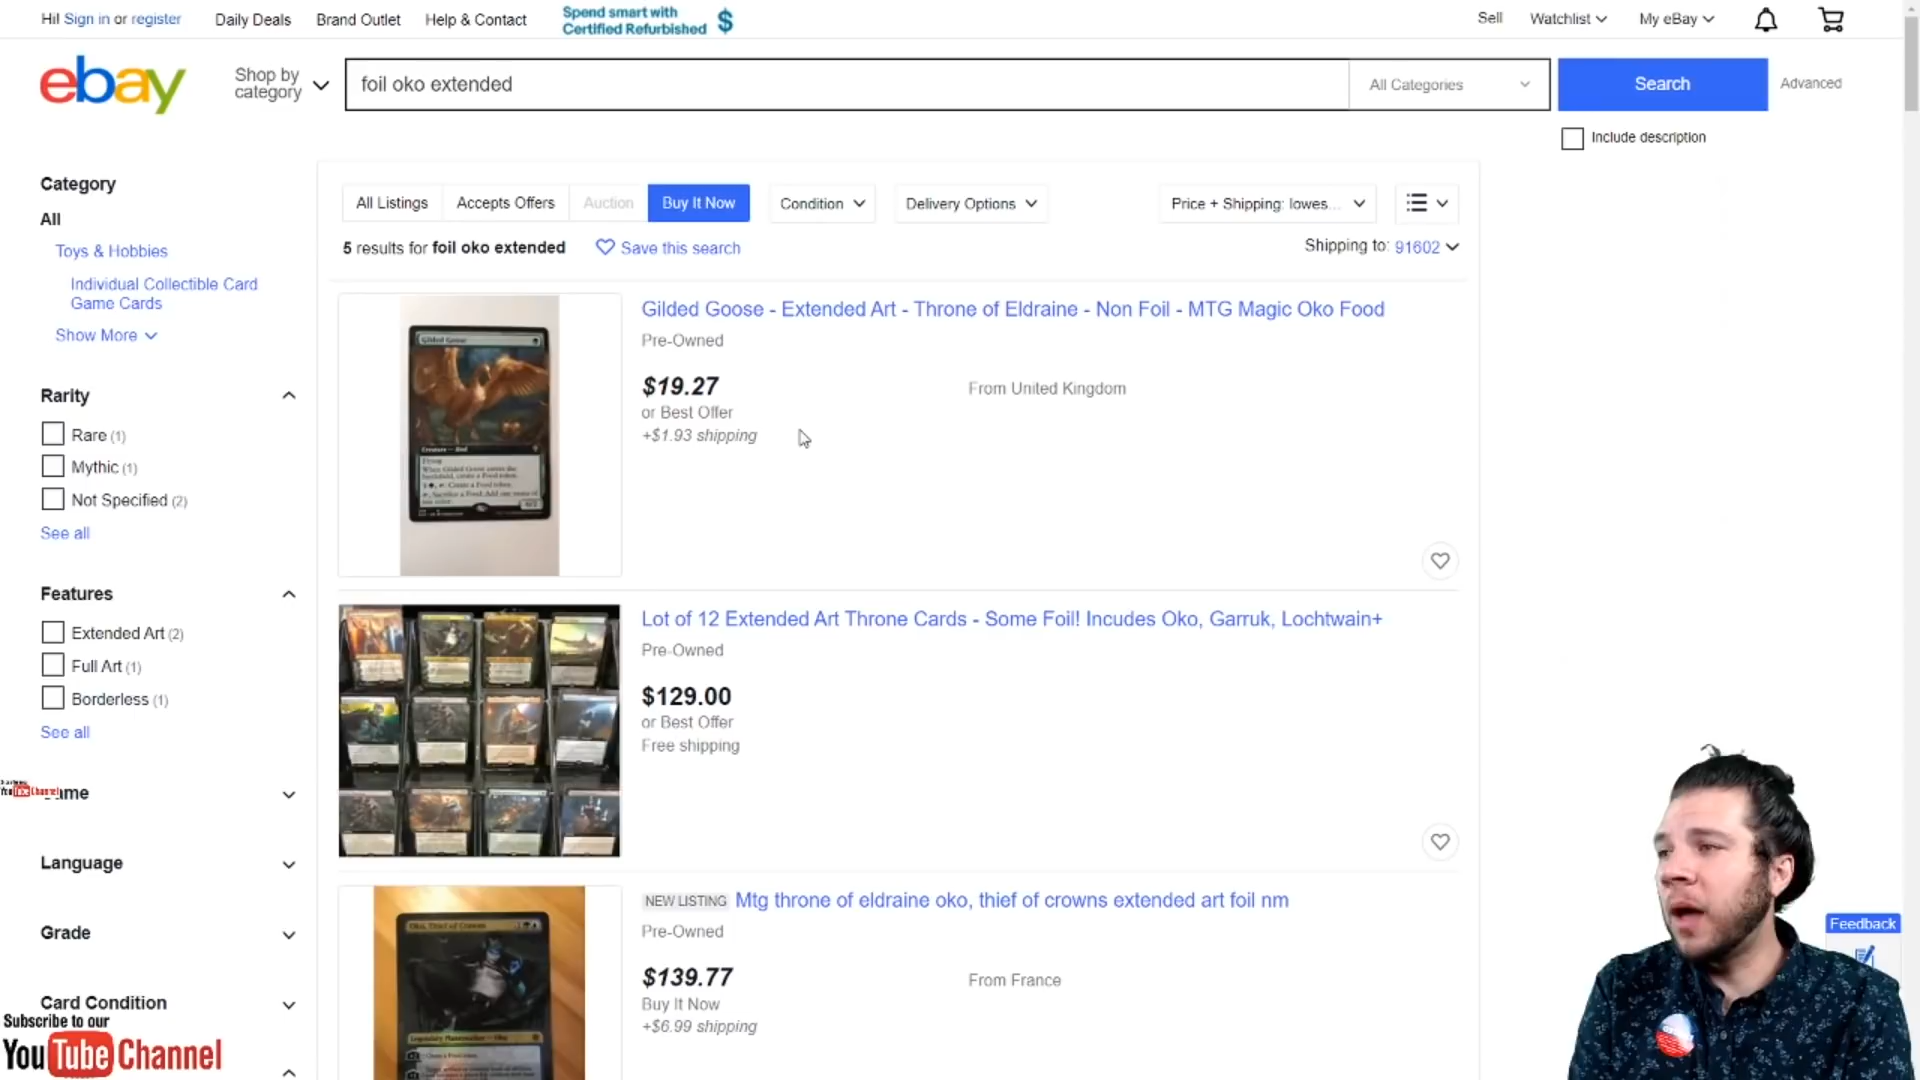 Hi! Sign in or register
Daily Deals
Brand Outlet
Help & Contact
Spend smart with
Certified Refurbished
$
Sell
Watchlist
My eBay
ebay
Shop by
category
foil oko extended
All Categories
Search
Advanced
Include description
Category
All
Toys & Hobbies
Individual Collectible Card
Game Cards
Show More
Rarity
Rare (1)
Mythic (1)
Not Specified (2)
See all
Features
Extended Art (2)
Full Art (1)
Borderless (1)
See all
YouTube Channel
ame
Language
Grade
Card Condition
Subscribe to our
YouTube Channel
All Listings
Accepts Offers
Auction
Buy It Now
Condition
Delivery Options
Price + Shipping: lowes...
5 results for foil oko extended
Save this search
Shipping to: 91602
Gilded Goose
Gilded Goose - Extended Art - Throne of Eldraine - Non Foil - MTG Magic Oko Food
Pre-Owned
$19.27
or Best Offer
+$1.93 shipping
From United Kingdom
Lot of 12 Extended Art Throne Cards - Some Foil! Incudes Oko, Garruk, Lochtwain+
Pre-Owned
$129.00
or Best Offer
Free shipping
Oko, Thief of Crowns
NEW LISTING Mtg throne of eldraine oko, thief of crowns extended art foil nm
Pre-Owned
$139.77
Buy It Now
+$6.99 shipping
From France
Feedback